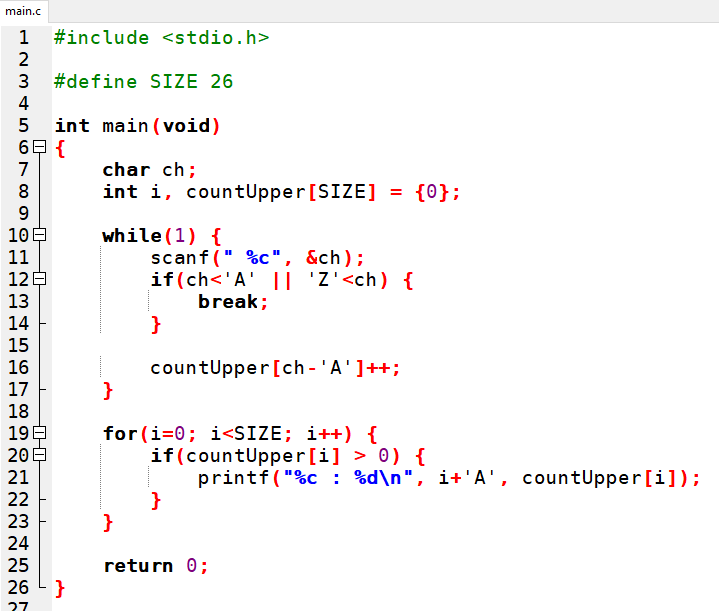 main.c
1 #include <stdio.h>
2
3 #define SIZE 26
4
5 int main(void)
6 {
7     char ch;
8     int i, countUpper[SIZE] = {0};
9
10     while(1) {
11         scanf(" %c", &ch);
12         if(ch<'A' || 'Z'<ch) {
13             break;
14         }
15
16         countUpper[ch-'A']++;
17     }
18
19     for(i=0; i<SIZE; i++) {
20         if(countUpper[i] > 0) {
21             printf("%c : %d\n", i+'A', countUpper[i]);
22         }
23     }
24
25     return 0;
26 }
27